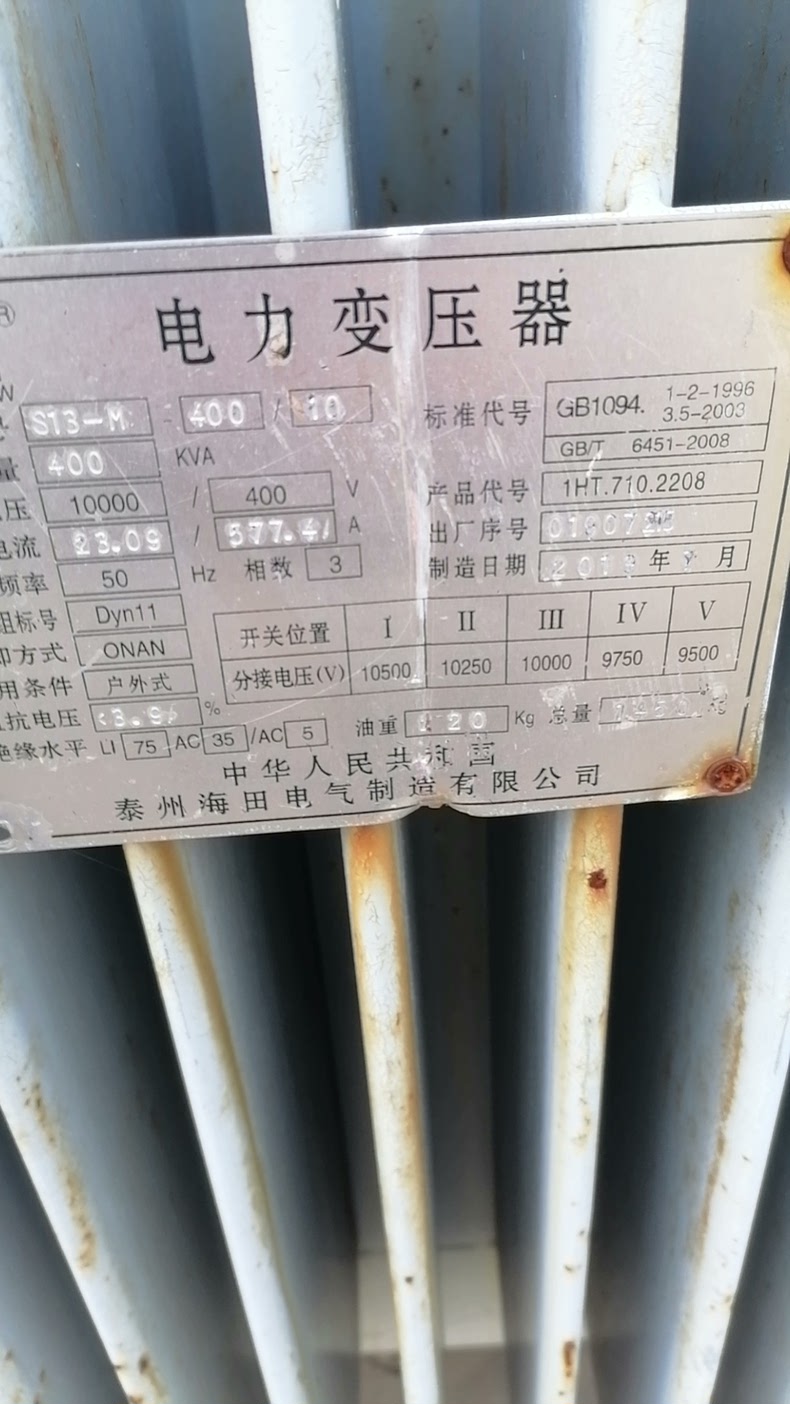 ®
电力变压器
S13-M - 400 / 10
标准代号 GB1094. 1-2-1996 3.5-2003
GB/T 6451-2008
量 400 KVA
压 10000 / 400 V
产品代号 1HT.710.2208
电流 23.09 / 577.4 A
出厂序号
频率 50 Hz 相数 3
制造日期 年 月
组标号 Dyn11
开关位置 I II III IV V
却方式 ONAN
分接电压(V) 10500 10250 10000 9750 9500
用条件 户外式
抗电压 %
油重 20 Kg 总量
绝缘水平 LI 75 AC 35 /AC 5
中华人民共和国
泰州海田电气制造有限公司